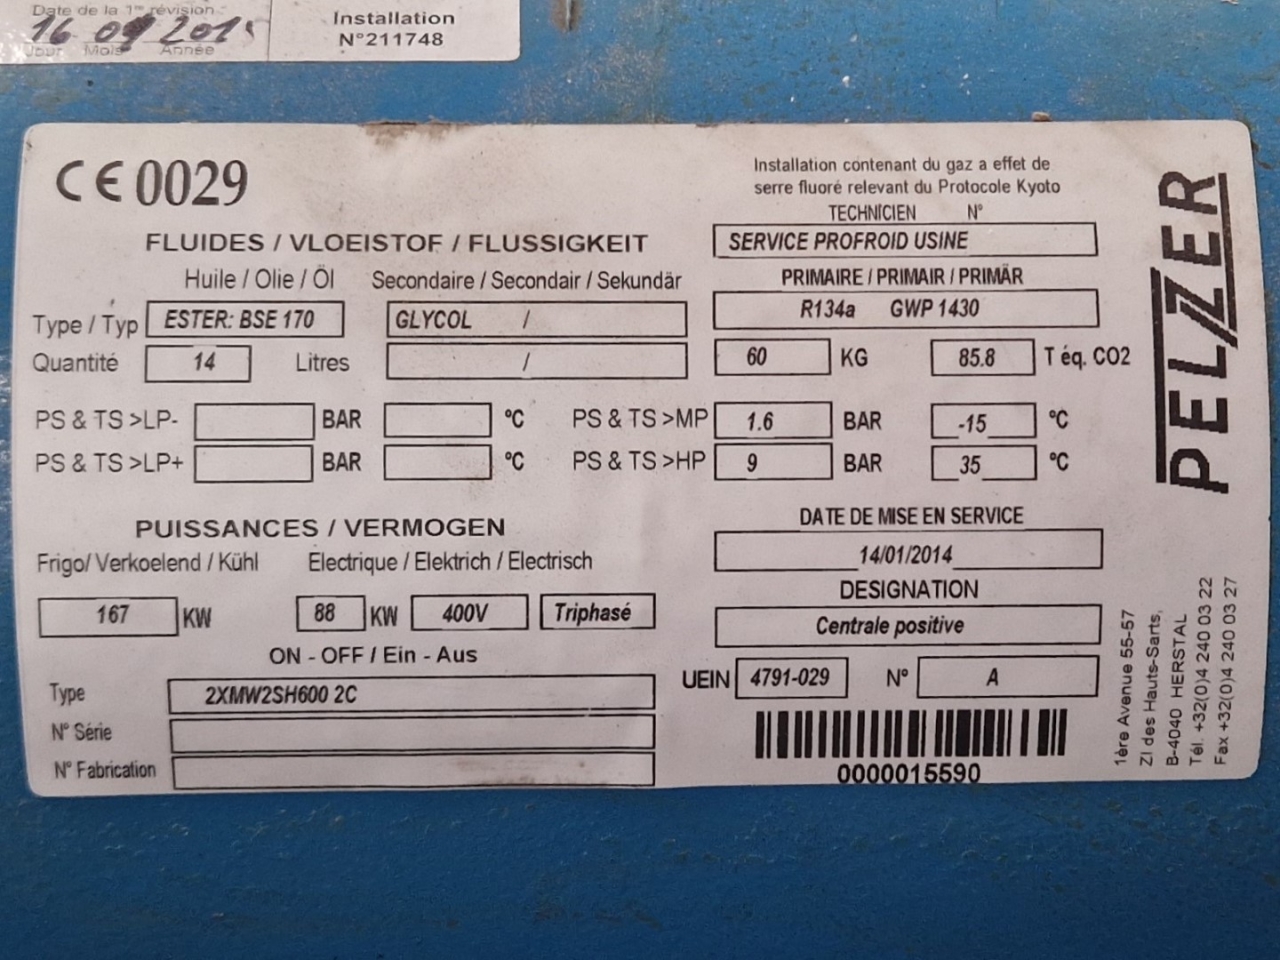 Date de la 1re révision :
16 09 2015
Jour Mois Année
Installation
N°211748
CE 0029
Installation contenant du gaz a effet de
serre fluoré relevant du Protocole Kyoto
TECHNICIEN N°
SERVICE PROFROID USINE
FLUIDES / VLOEISTOF / FLUSSIGKEIT
Huile / Olie / Öl Secondaire / Secondair / Sekundär
PRIMAIRE / PRIMAIR / PRIMÄR
Type / Typ ESTER: BSE 170 GLYCOL / R134a GWP 1430
Quantité 14 Litres / 60 KG 85.8 T éq. CO2
PS & TS >LP- BAR °C PS & TS >MP 1.6 BAR -15 °C
PS & TS >LP+ BAR °C PS & TS >HP 9 BAR 35 °C
PUISSANCES / VERMOGEN
Frigo/ Verkoelend / Kühl Electrique / Elektrich / Electrisch
167 KW 88 KW 400V Triphasé
ON - OFF / Ein - Aus
Type 2XMW2SH600 2C
N° Série
N° Fabrication
DATE DE MISE EN SERVICE
14/01/2014
DESIGNATION
Centrale positive
UEIN 4791-029 N° A
0000015590
PELZZER
1ère Avenue 55-57
ZI des Hauts-Sarts,
B-4040 HERSTAL
Tél. +32(0)4 240 03 22
Fax +32(0)4 240 03 27